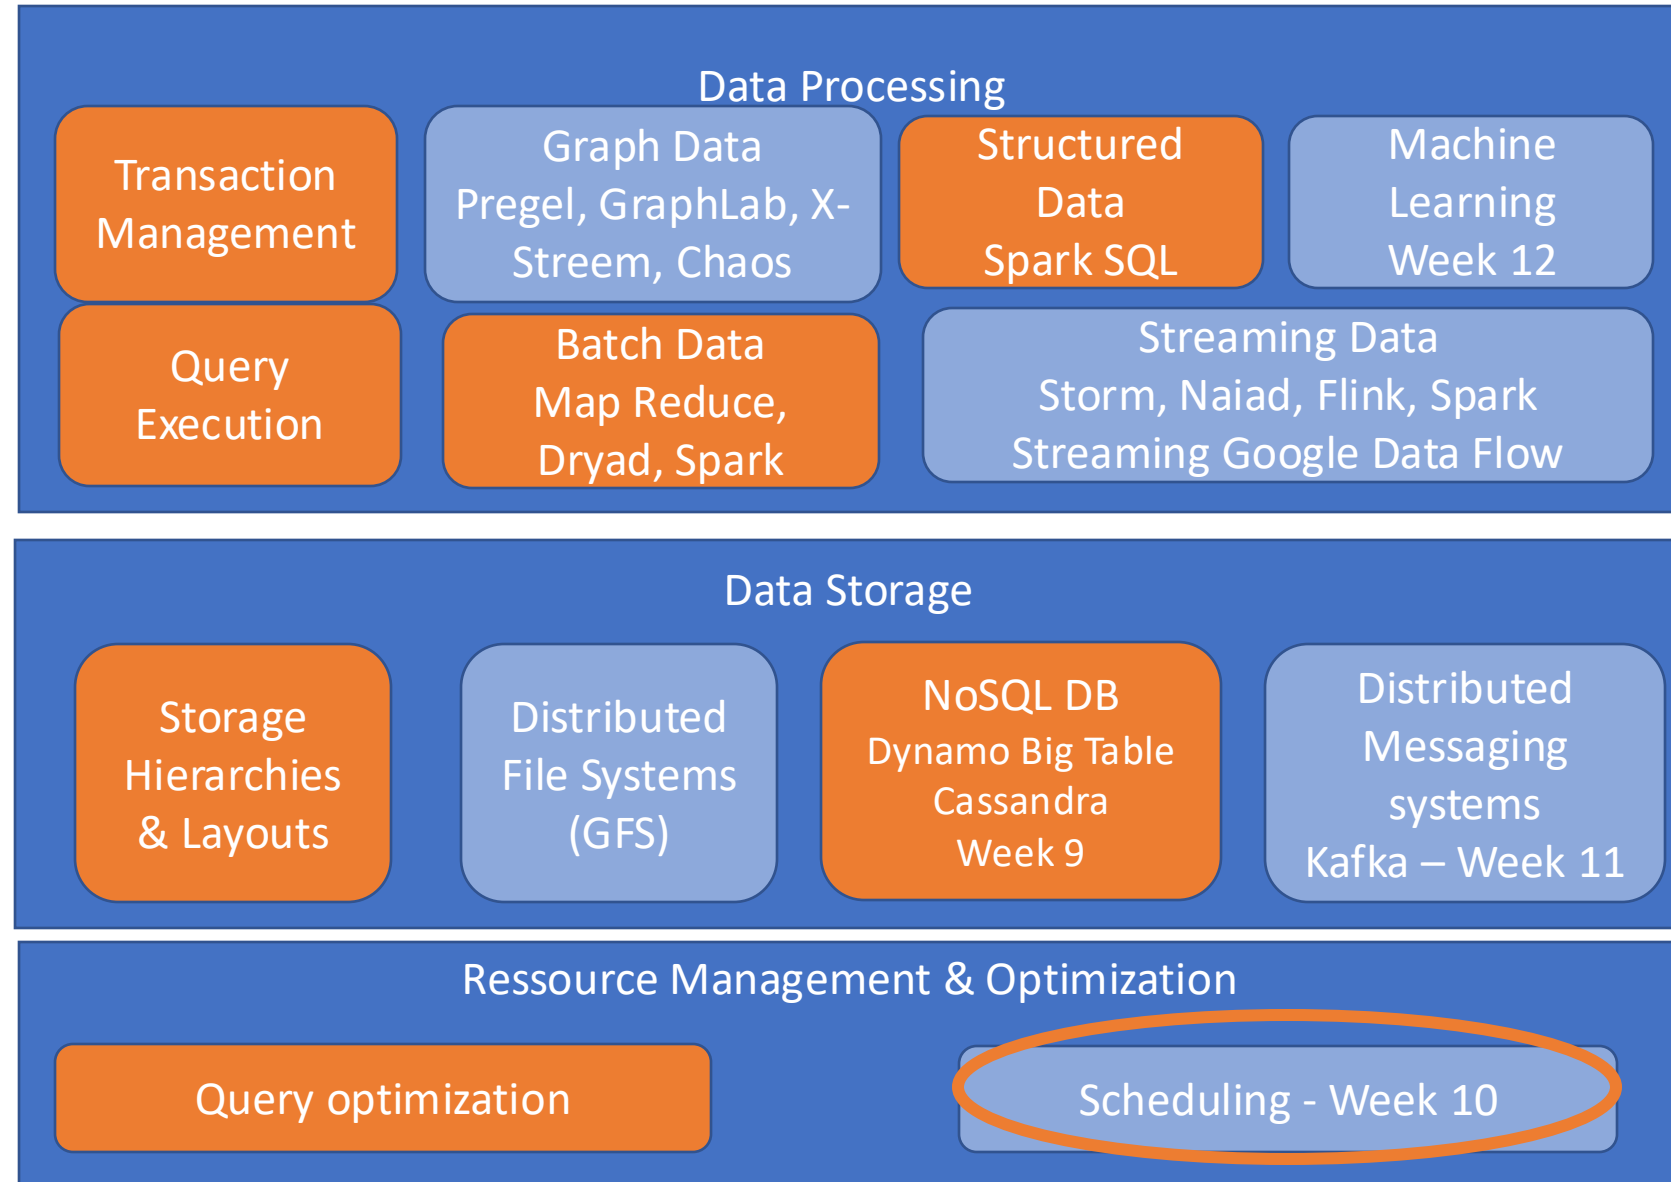 Data Processing
Transaction
Management
Graph Data
Pregel, GraphLab, X-
Streem, Chaos
Structured
Data
Spark SQL
Machine
Learning
Week 12
Query
Execution
Batch Data
Map Reduce,
Dryad, Spark
Streaming Data
Storm, Naiad, Flink, Spark
Streaming Google Data Flow
Data Storage
Storage
Hierarchies
& Layouts
Distributed
File Systems
(GFS)
NoSQL DB
Dynamo Big Table
Cassandra
Week 9
Distributed
Messaging
systems
Kafka – Week 11
Ressource Management & Optimization
Query optimization
Scheduling - Week 10